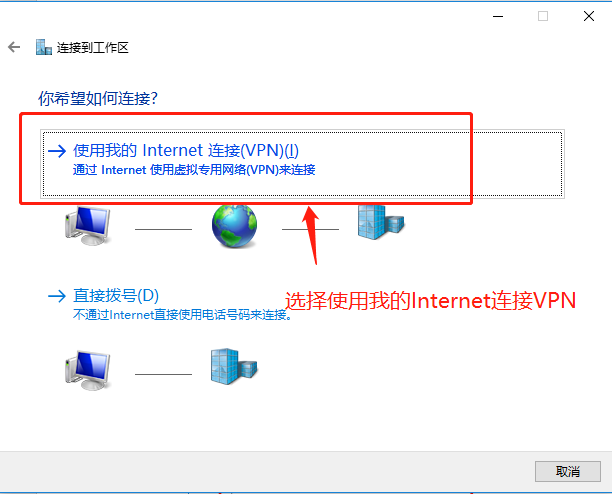 连接到工作区
你希望如何连接?
使用我的 Internet 连接(VPN)(I)
通过 Internet 使用虚拟专用网络(VPN)来连接
直接拨号(D)
选择使用我的Internet连接VPN
不通过Internet直接使用电话号码来连接。
取消